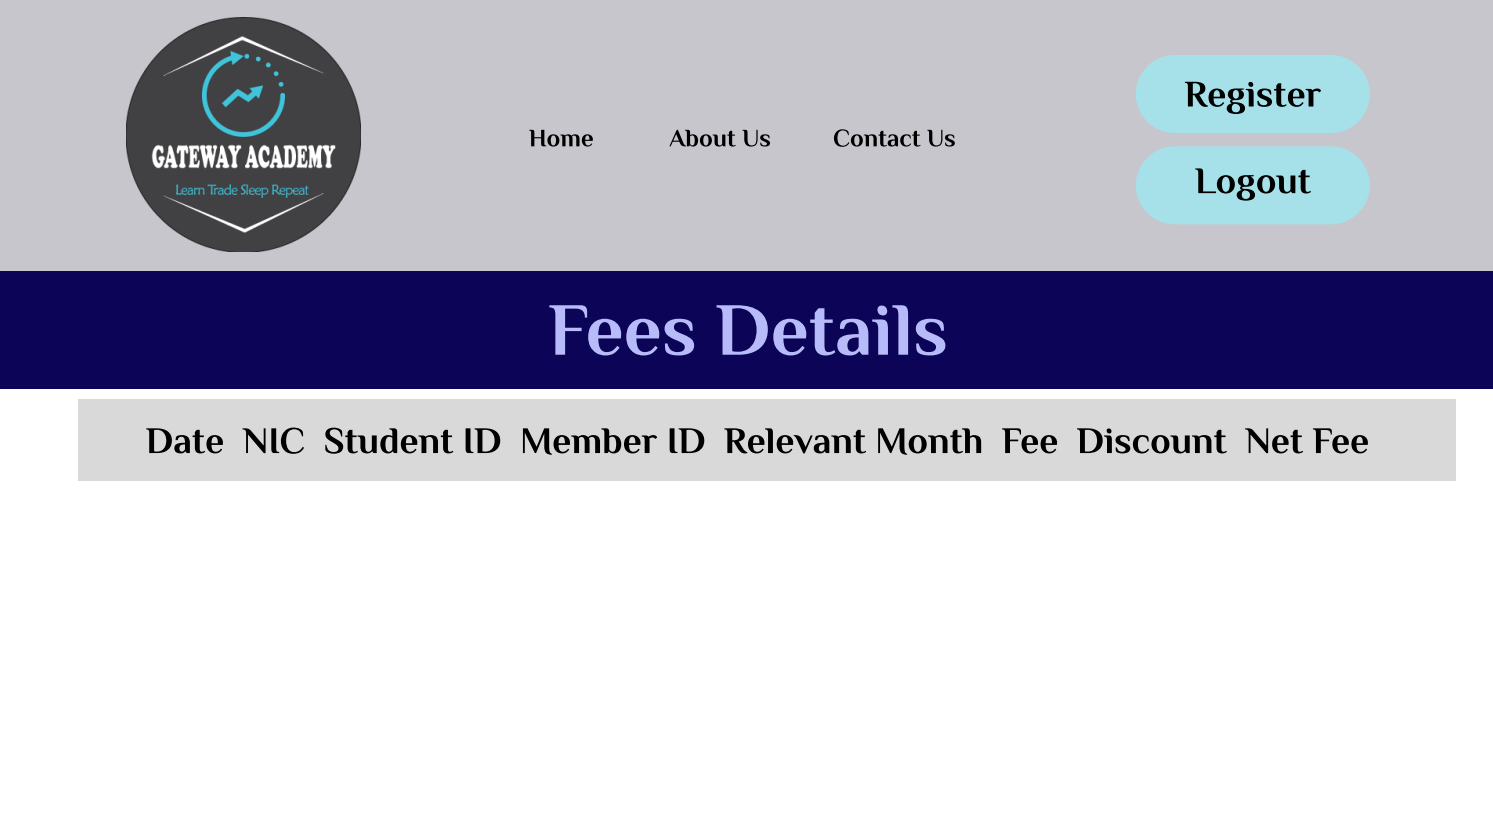 GATEWAY ACADEMY
Learn Trade Sleep Repeat
Home
About Us
Contact Us
Register
Logout
Fees Details
Date NIC Student ID Member ID Relevant Month Fee Discount Net Fee